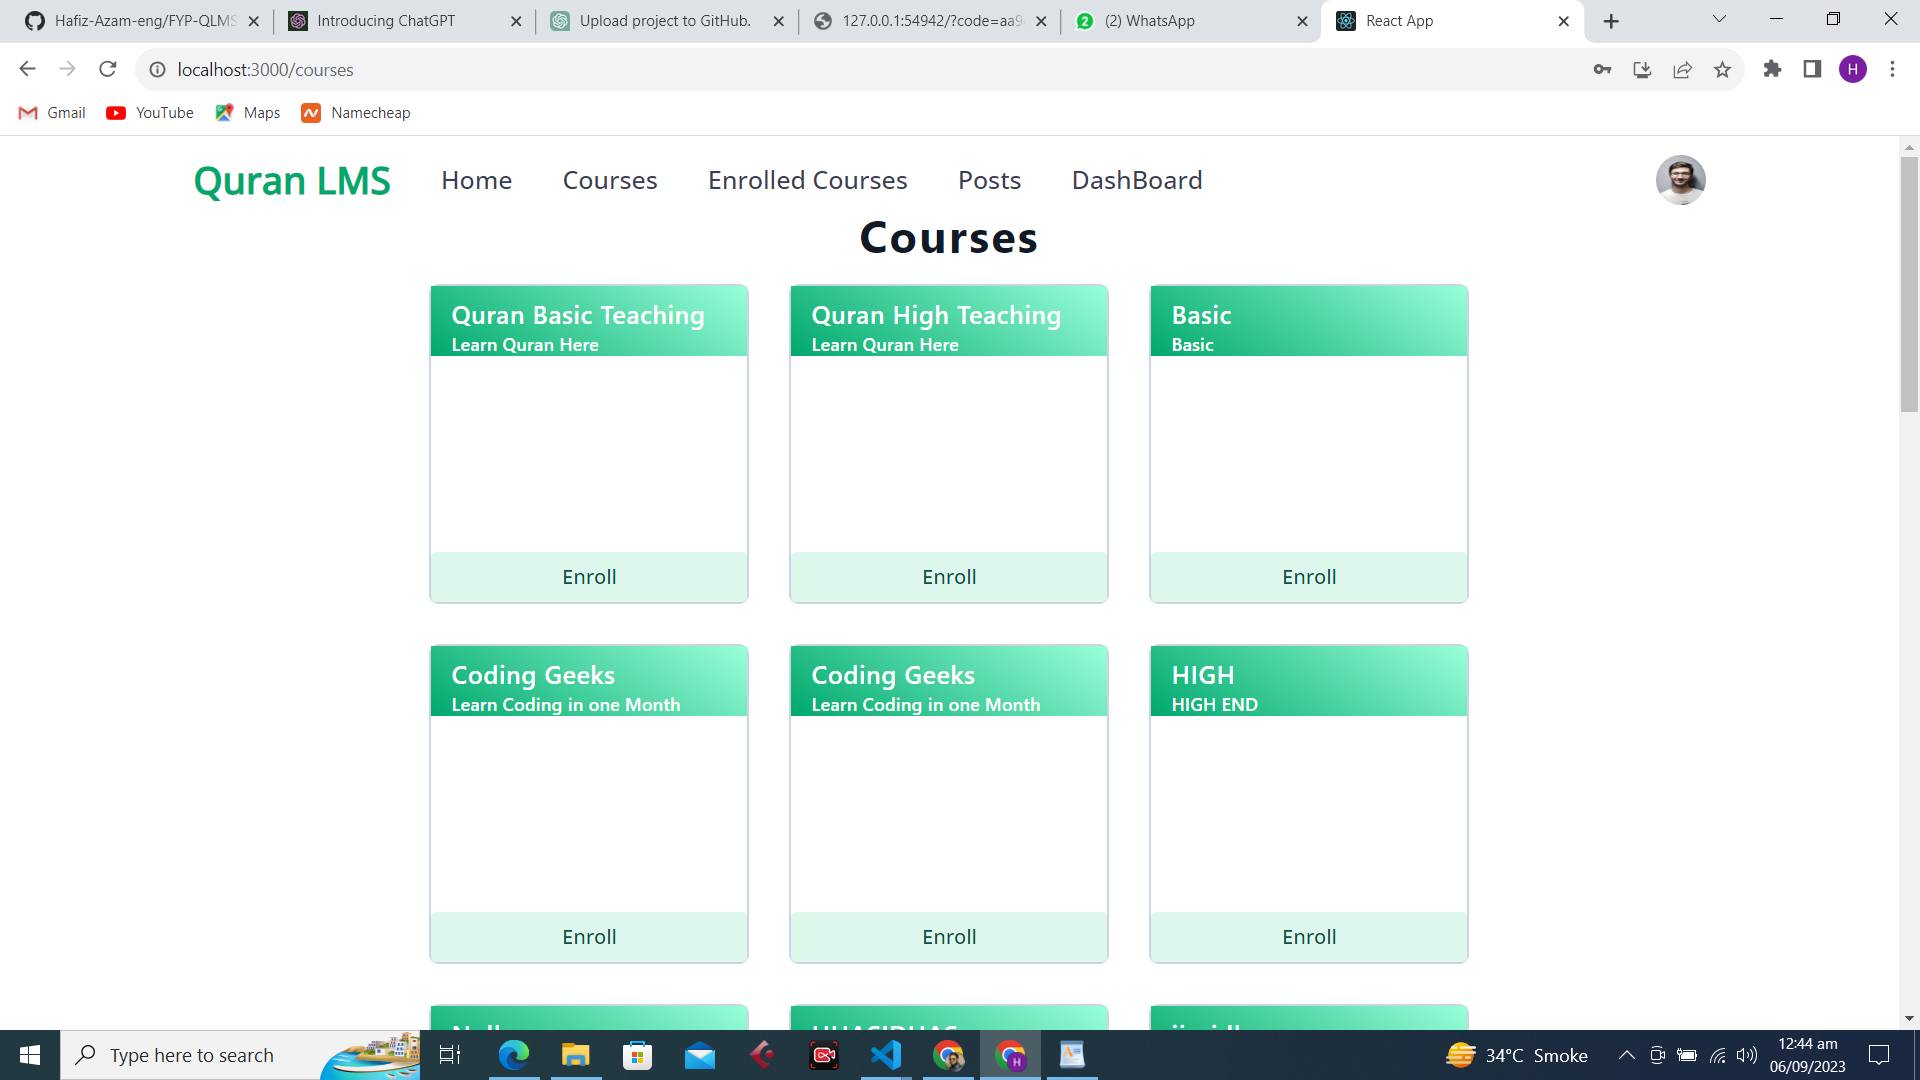 Hafiz-Azam-eng/FYP-QLMS
Introducing ChatGPT
Upload project to GitHub.
127.0.0.1:54942/?code=aa9
(2) WhatsApp
React App
localhost:3000/courses
H
Gmail
YouTube
Maps
Namecheap
Quran LMS
Home
Courses
Enrolled Courses
Posts
DashBoard
Courses
Quran Basic Teaching
Learn Quran Here
Enroll
Quran High Teaching
Learn Quran Here
Enroll
Basic
Basic
Enroll
Coding Geeks
Learn Coding in one Month
Enroll
Coding Geeks
Learn Coding in one Month
Enroll
HIGH
HIGH END
Enroll
Type here to search
34°C Smoke
12:44 am
06/09/2023